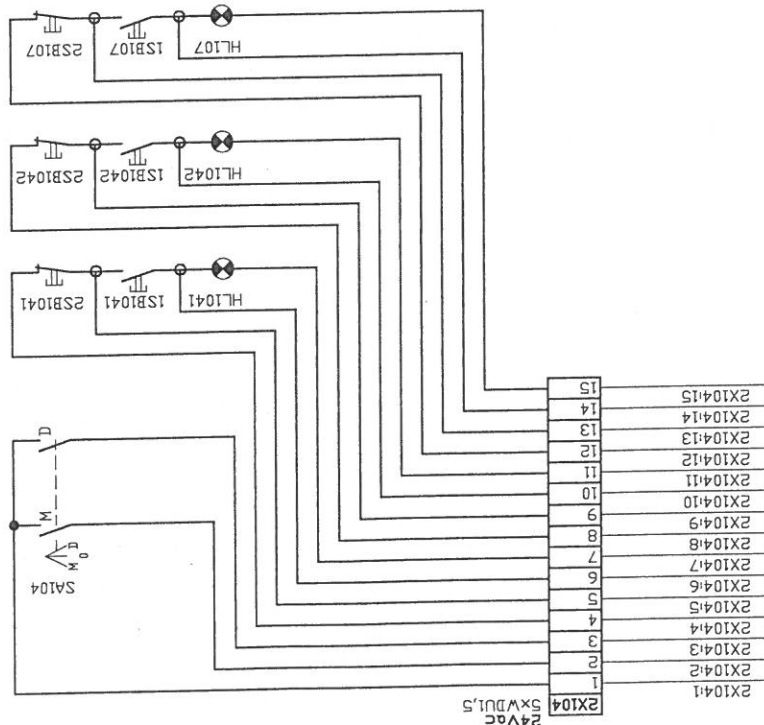 24Vac
5xWDU1,5
2X104
2X104:1
1
2X104:2
2
2X104:3
3
2X104:4
4
2X104:5
5
2X104:6
6
2X104:7
7
2X104:8
8
2X104:9
9
2X104:10
10
2X104:11
11
2X104:12
12
2X104:13
13
2X104:14
14
2X104:15
15
SA104
M 0 D
M
D
HL1041 1SB1041 2SB1041
HL1042 1SB1042 2SB1042
HL107 1SB107 2SB107